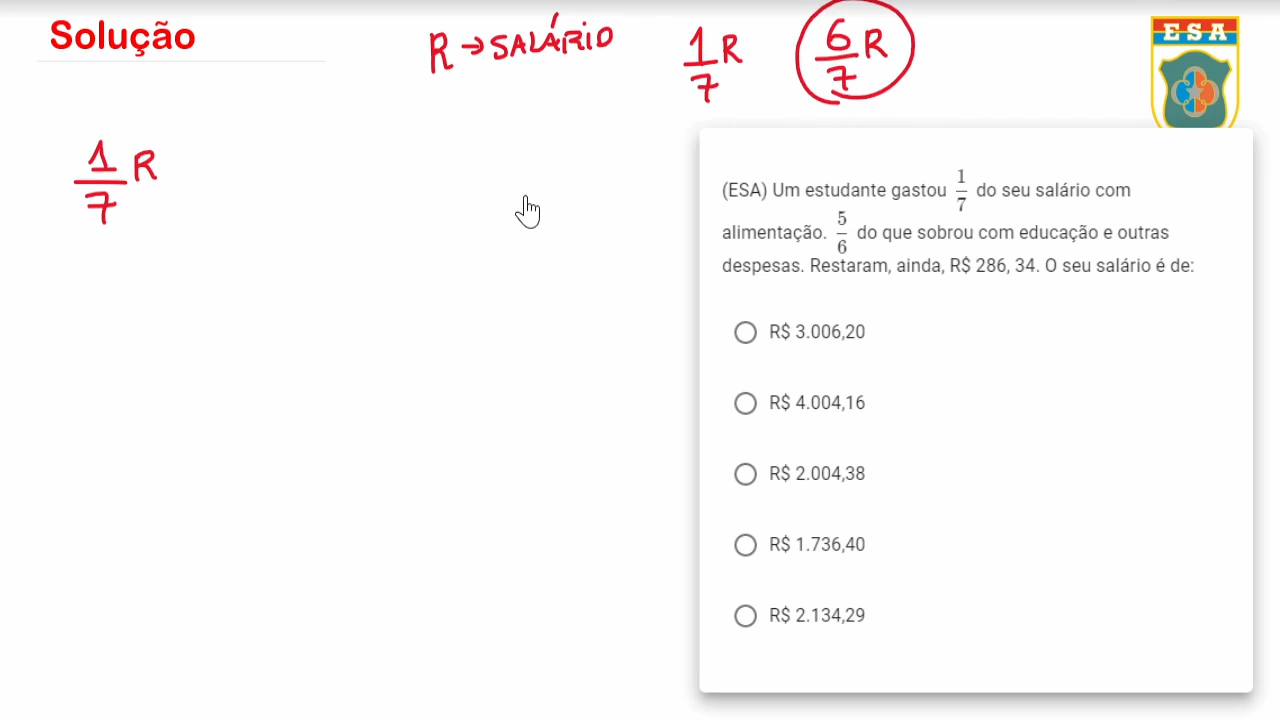 Solução
R → SALÁRIO
1/7 R
6/7 R
ESA
1/7 R
(ESA) Um estudante gastou 1/7 do seu salário com
alimentação. 5/6 do que sobrou com educação e outras
despesas. Restaram, ainda, R$ 286, 34. O seu salário é de:
R$ 3.006,20
R$ 4.004,16
R$ 2.004,38
R$ 1.736,40
R$ 2.134,29